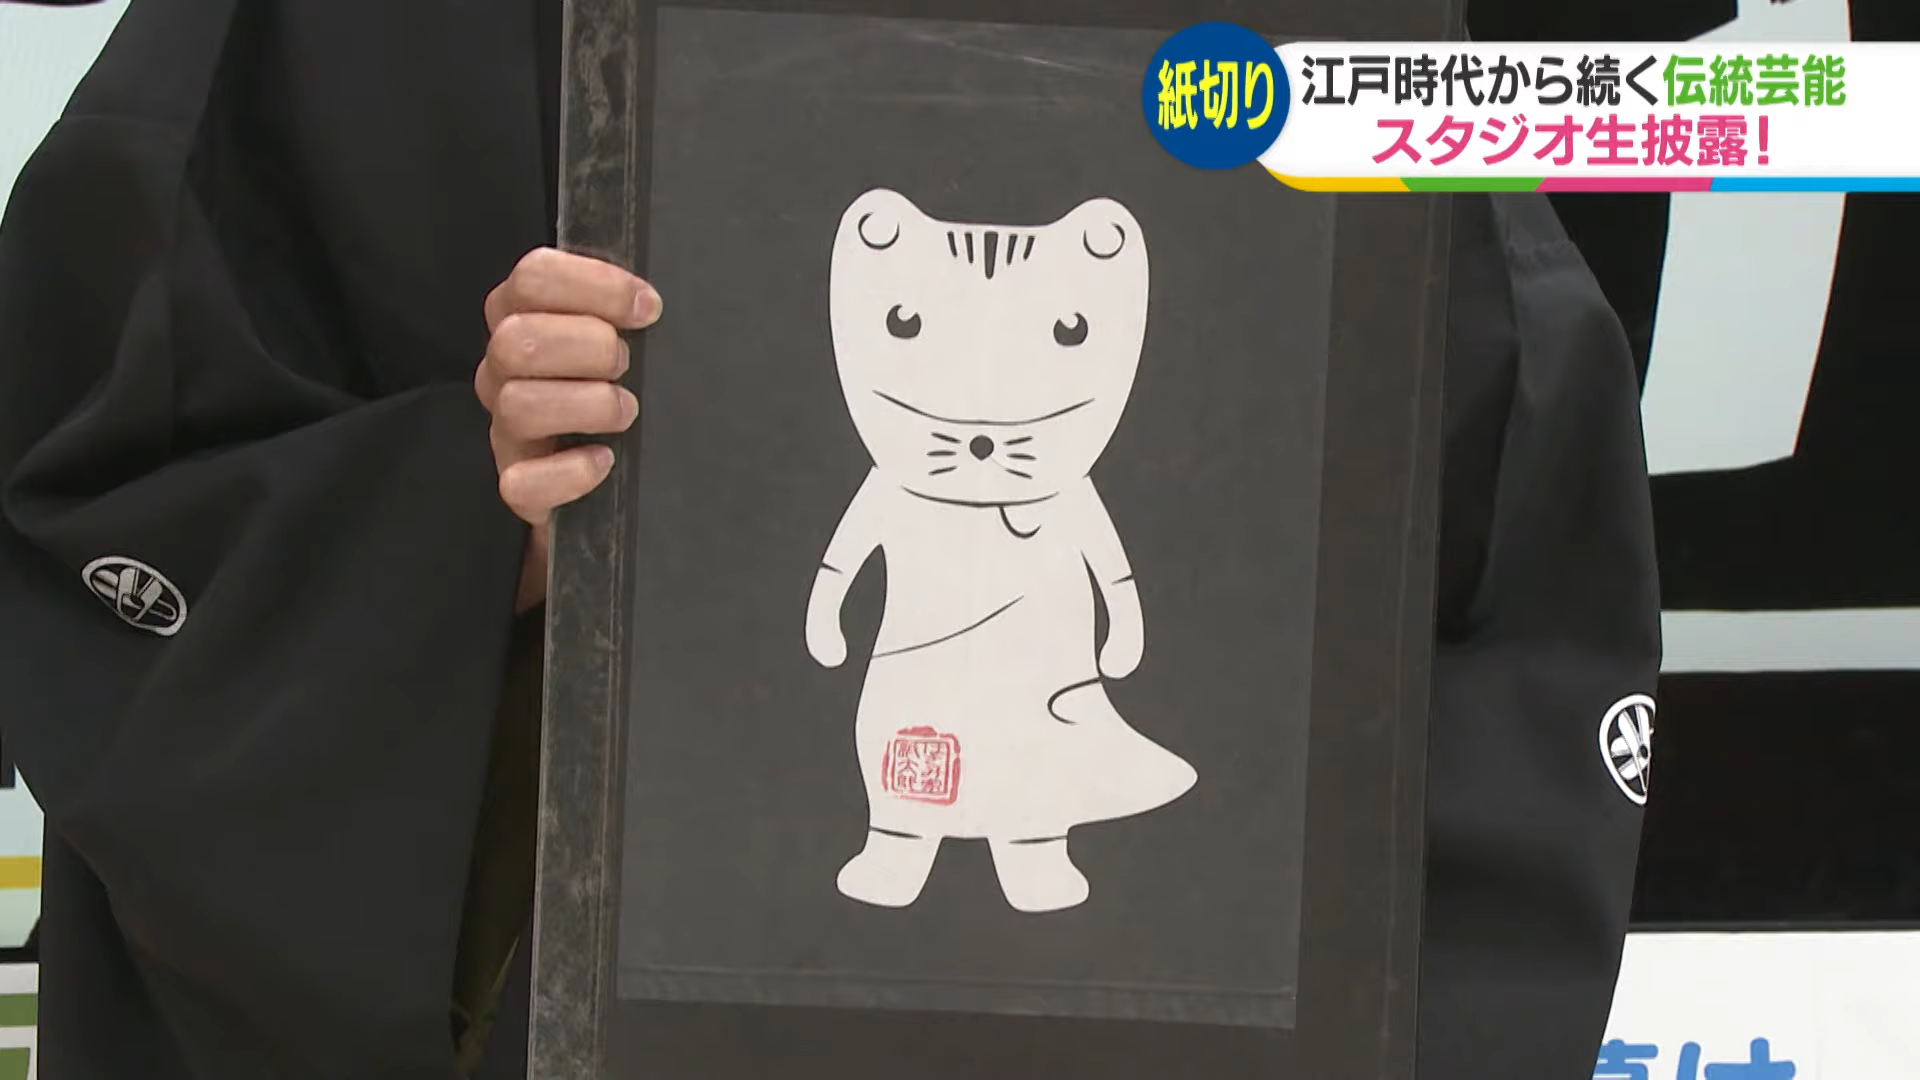 紙切り
江戸時代から続く伝統芸能
スタジオ生披露!